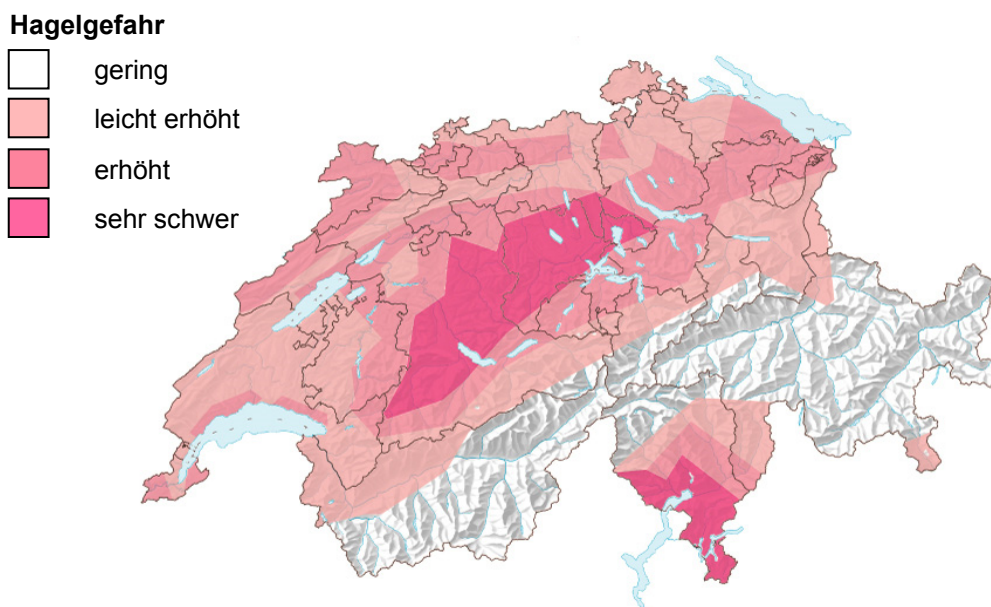 Hagelgefahr
gering
leicht erhöht
erhöht
sehr schwer